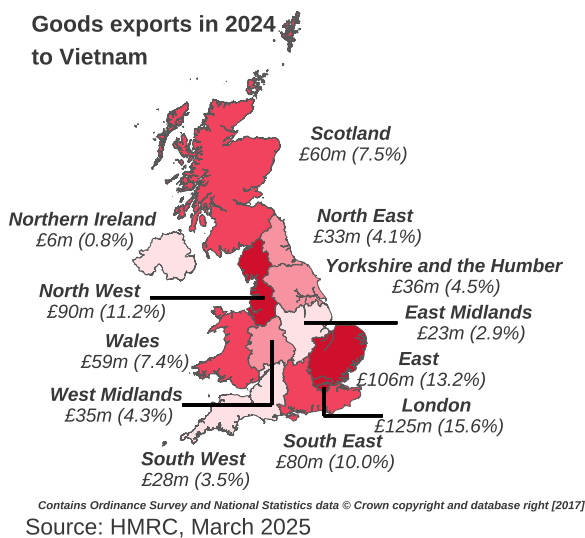 Goods exports in 2024
to Vietnam
Scotland
£60m (7.5%)
Northern Ireland
£6m (0.8%)
North East
£33m (4.1%)
Yorkshire and the Humber
£36m (4.5%)
North West
£90m (11.2%)
East Midlands
£23m (2.9%)
Wales
£59m (7.4%)
East
£106m (13.2%)
West Midlands
£35m (4.3%)
London
£125m (15.6%)
South East
£80m (10.0%)
South West
£28m (3.5%)
Contains Ordinance Survey and National Statistics data © Crown copyright and database right [2017]
Source: HMRC, March 2025